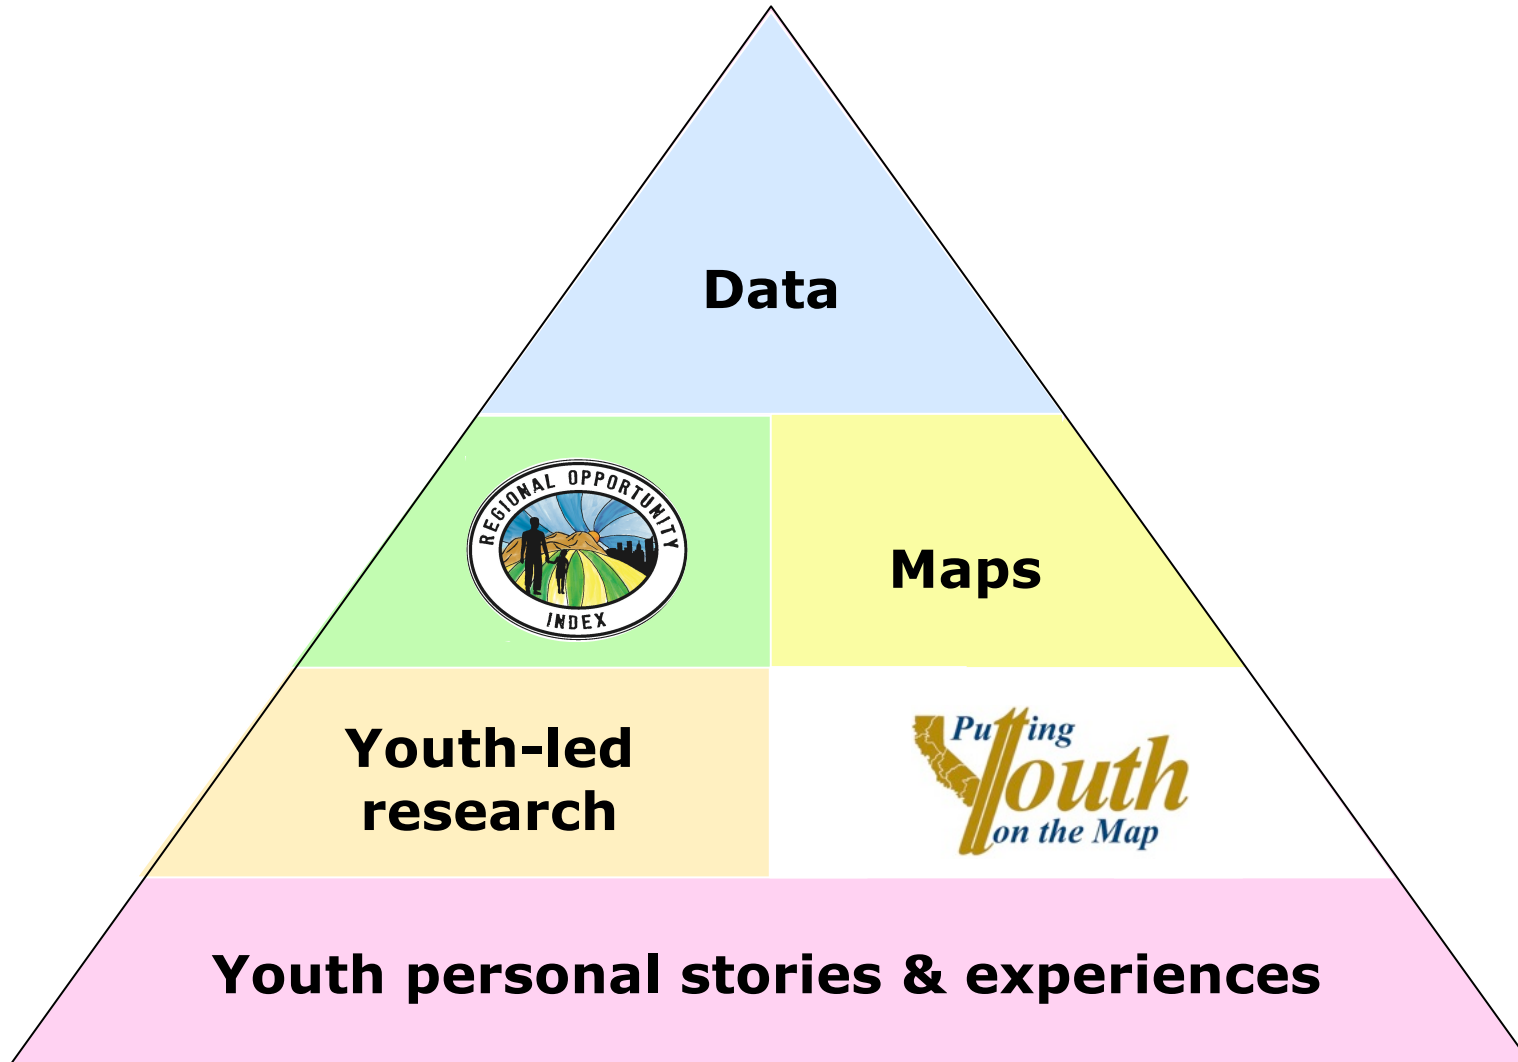 Data
REGIONAL OPPORTUNITY
INDEX
Maps
Youth-led
research
Putting
Youth
on the Map
Youth personal stories & experiences